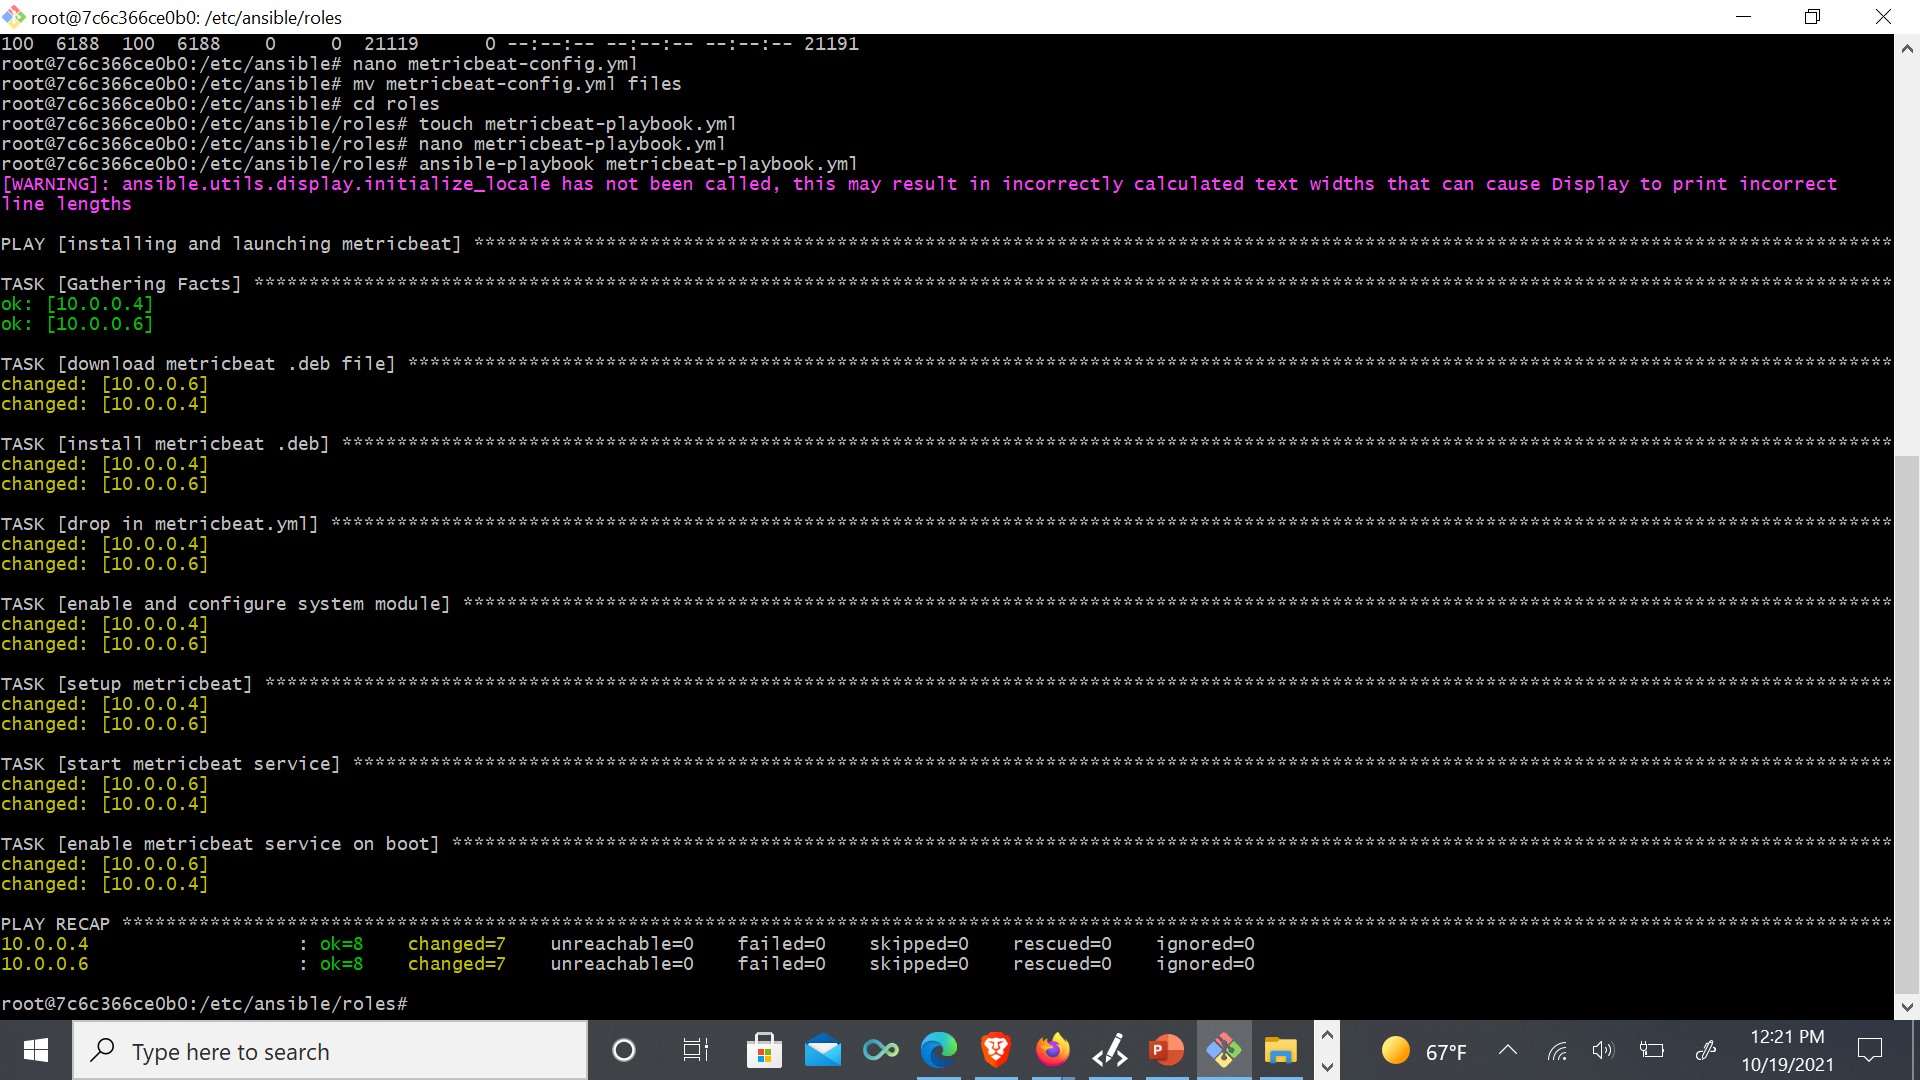 root@7c6c366ce0b0: /etc/ansible/roles
100  6188  100  6188    0     0  21119      0 --:--:-- --:--:-- --:--:-- 21191
root@7c6c366ce0b0:/etc/ansible# nano metricbeat-config.yml
root@7c6c366ce0b0:/etc/ansible# mv metricbeat-config.yml files
root@7c6c366ce0b0:/etc/ansible# cd roles
root@7c6c366ce0b0:/etc/ansible/roles# touch metricbeat-playbook.yml
root@7c6c366ce0b0:/etc/ansible/roles# nano metricbeat-playbook.yml
root@7c6c366ce0b0:/etc/ansible/roles# ansible-playbook metricbeat-playbook.yml
[WARNING]: ansible.utils.display.initialize_locale has not been called, this may result in incorrectly calculated text widths that can cause Display to print incorrect
line lengths
PLAY [installing and launching metricbeat] *********************************************************************************************************************************
TASK [Gathering Facts] *****************************************************************************************************************************************************
ok: [10.0.0.4]
ok: [10.0.0.6]
TASK [download metricbeat .deb file] ***************************************************************************************************************************************
changed: [10.0.0.6]
changed: [10.0.0.4]
TASK [install metricbeat .deb] *********************************************************************************************************************************************
changed: [10.0.0.4]
changed: [10.0.0.6]
TASK [drop in metricbeat.yml] **********************************************************************************************************************************************
changed: [10.0.0.4]
changed: [10.0.0.6]
TASK [enable and configure system module] **********************************************************************************************************************************
changed: [10.0.0.4]
changed: [10.0.0.6]
TASK [setup metricbeat] ****************************************************************************************************************************************************
changed: [10.0.0.4]
changed: [10.0.0.6]
TASK [start metricbeat service] ********************************************************************************************************************************************
changed: [10.0.0.6]
changed: [10.0.0.4]
TASK [enable metricbeat service on boot] ***********************************************************************************************************************************
changed: [10.0.0.6]
changed: [10.0.0.4]
PLAY RECAP *****************************************************************************************************************************************************************
10.0.0.4                   : ok=8    changed=7    unreachable=0    failed=0    skipped=0    rescued=0    ignored=0
10.0.0.6                   : ok=8    changed=7    unreachable=0    failed=0    skipped=0    rescued=0    ignored=0
root@7c6c366ce0b0:/etc/ansible/roles#
Type here to search
P
67°F
12:21 PM
10/19/2021